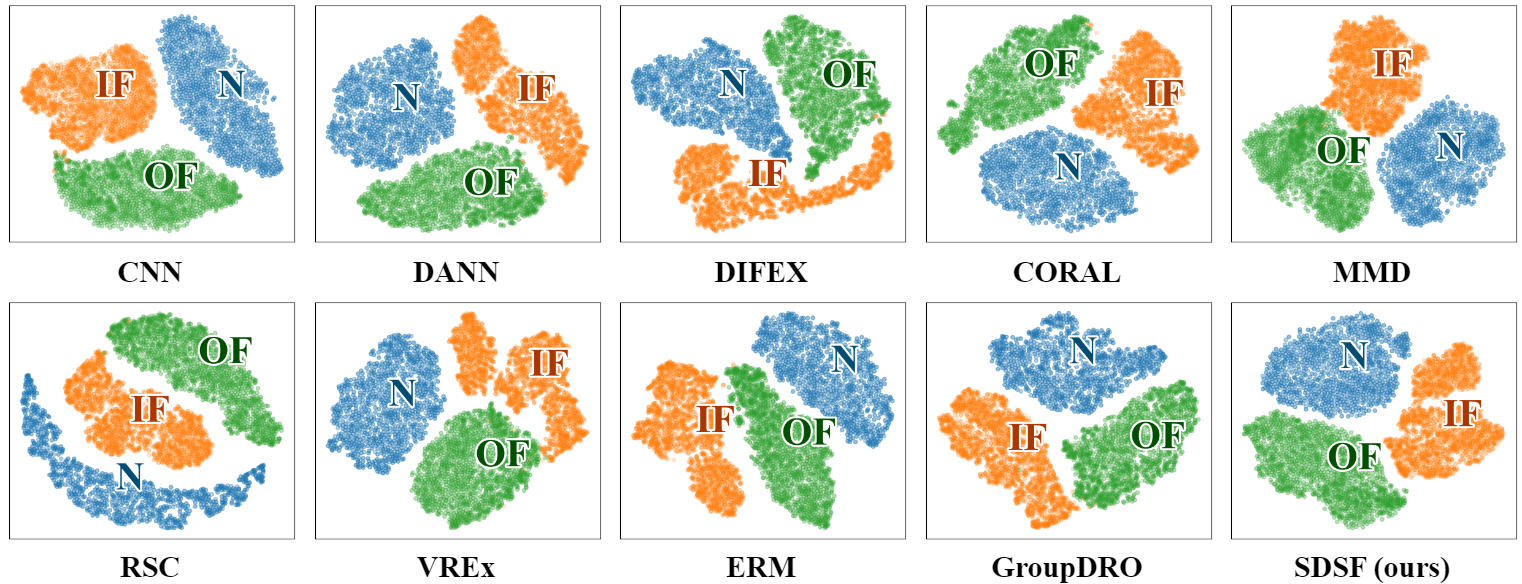 IF N OF
CNN
N IF OF
DANN
N OF IF
DIFEX
OF IF N
CORAL
IF OF N
MMD
OF IF N
RSC
N IF OF
VREx
N IF OF
ERM
N IF OF
GroupDRO
N IF OF
SDSF (ours)